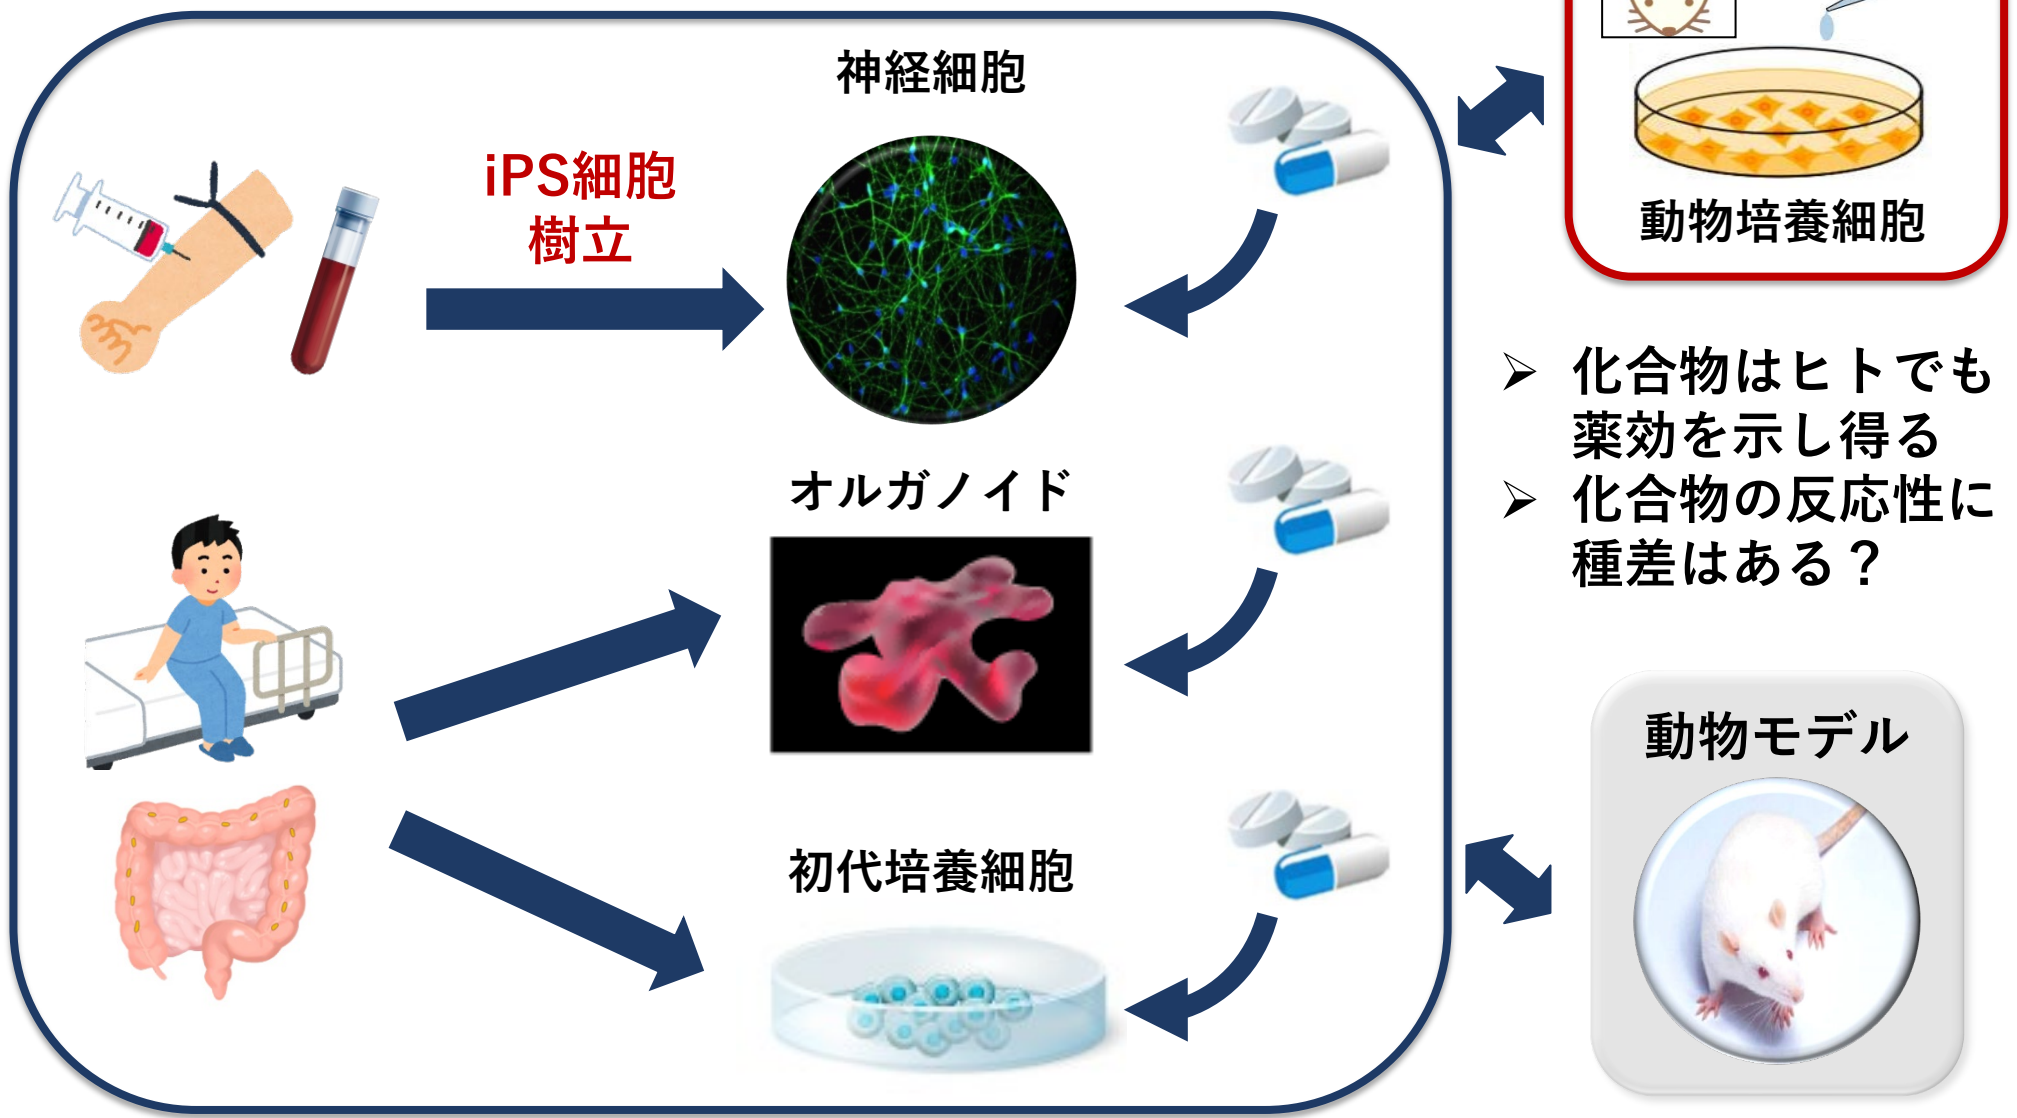 神経細胞
iPS細胞
樹立
動物培養細胞
化合物はヒトでも
薬効を示し得る
オルガノイド
化合物の反応性に
種差はある？
動物モデル
初代培養細胞